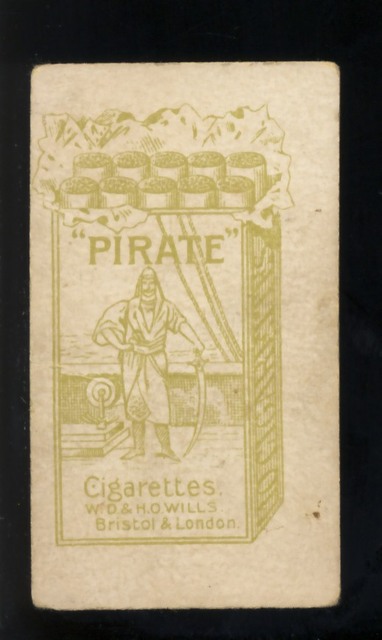 "PIRATE"
Cigarettes.
W.D. & H.O. WILLS.
Bristol & London.